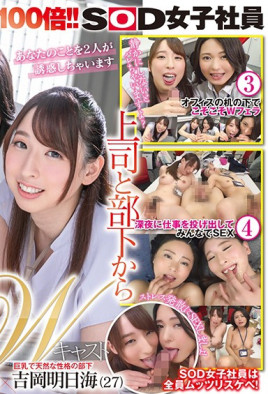 100倍!! SOD女子社員
あなたのことを2人が
誘惑しちゃいます
上司と部下から
Wキャスト
巨乳で天然な性格の部下
吉岡明日海(27)
3
オフィスの机の下で
こそこそWフェラ
4
深夜に仕事を投げ出して
みんなでSEX
SOD女子社員は
全員ムッツリスケベ!